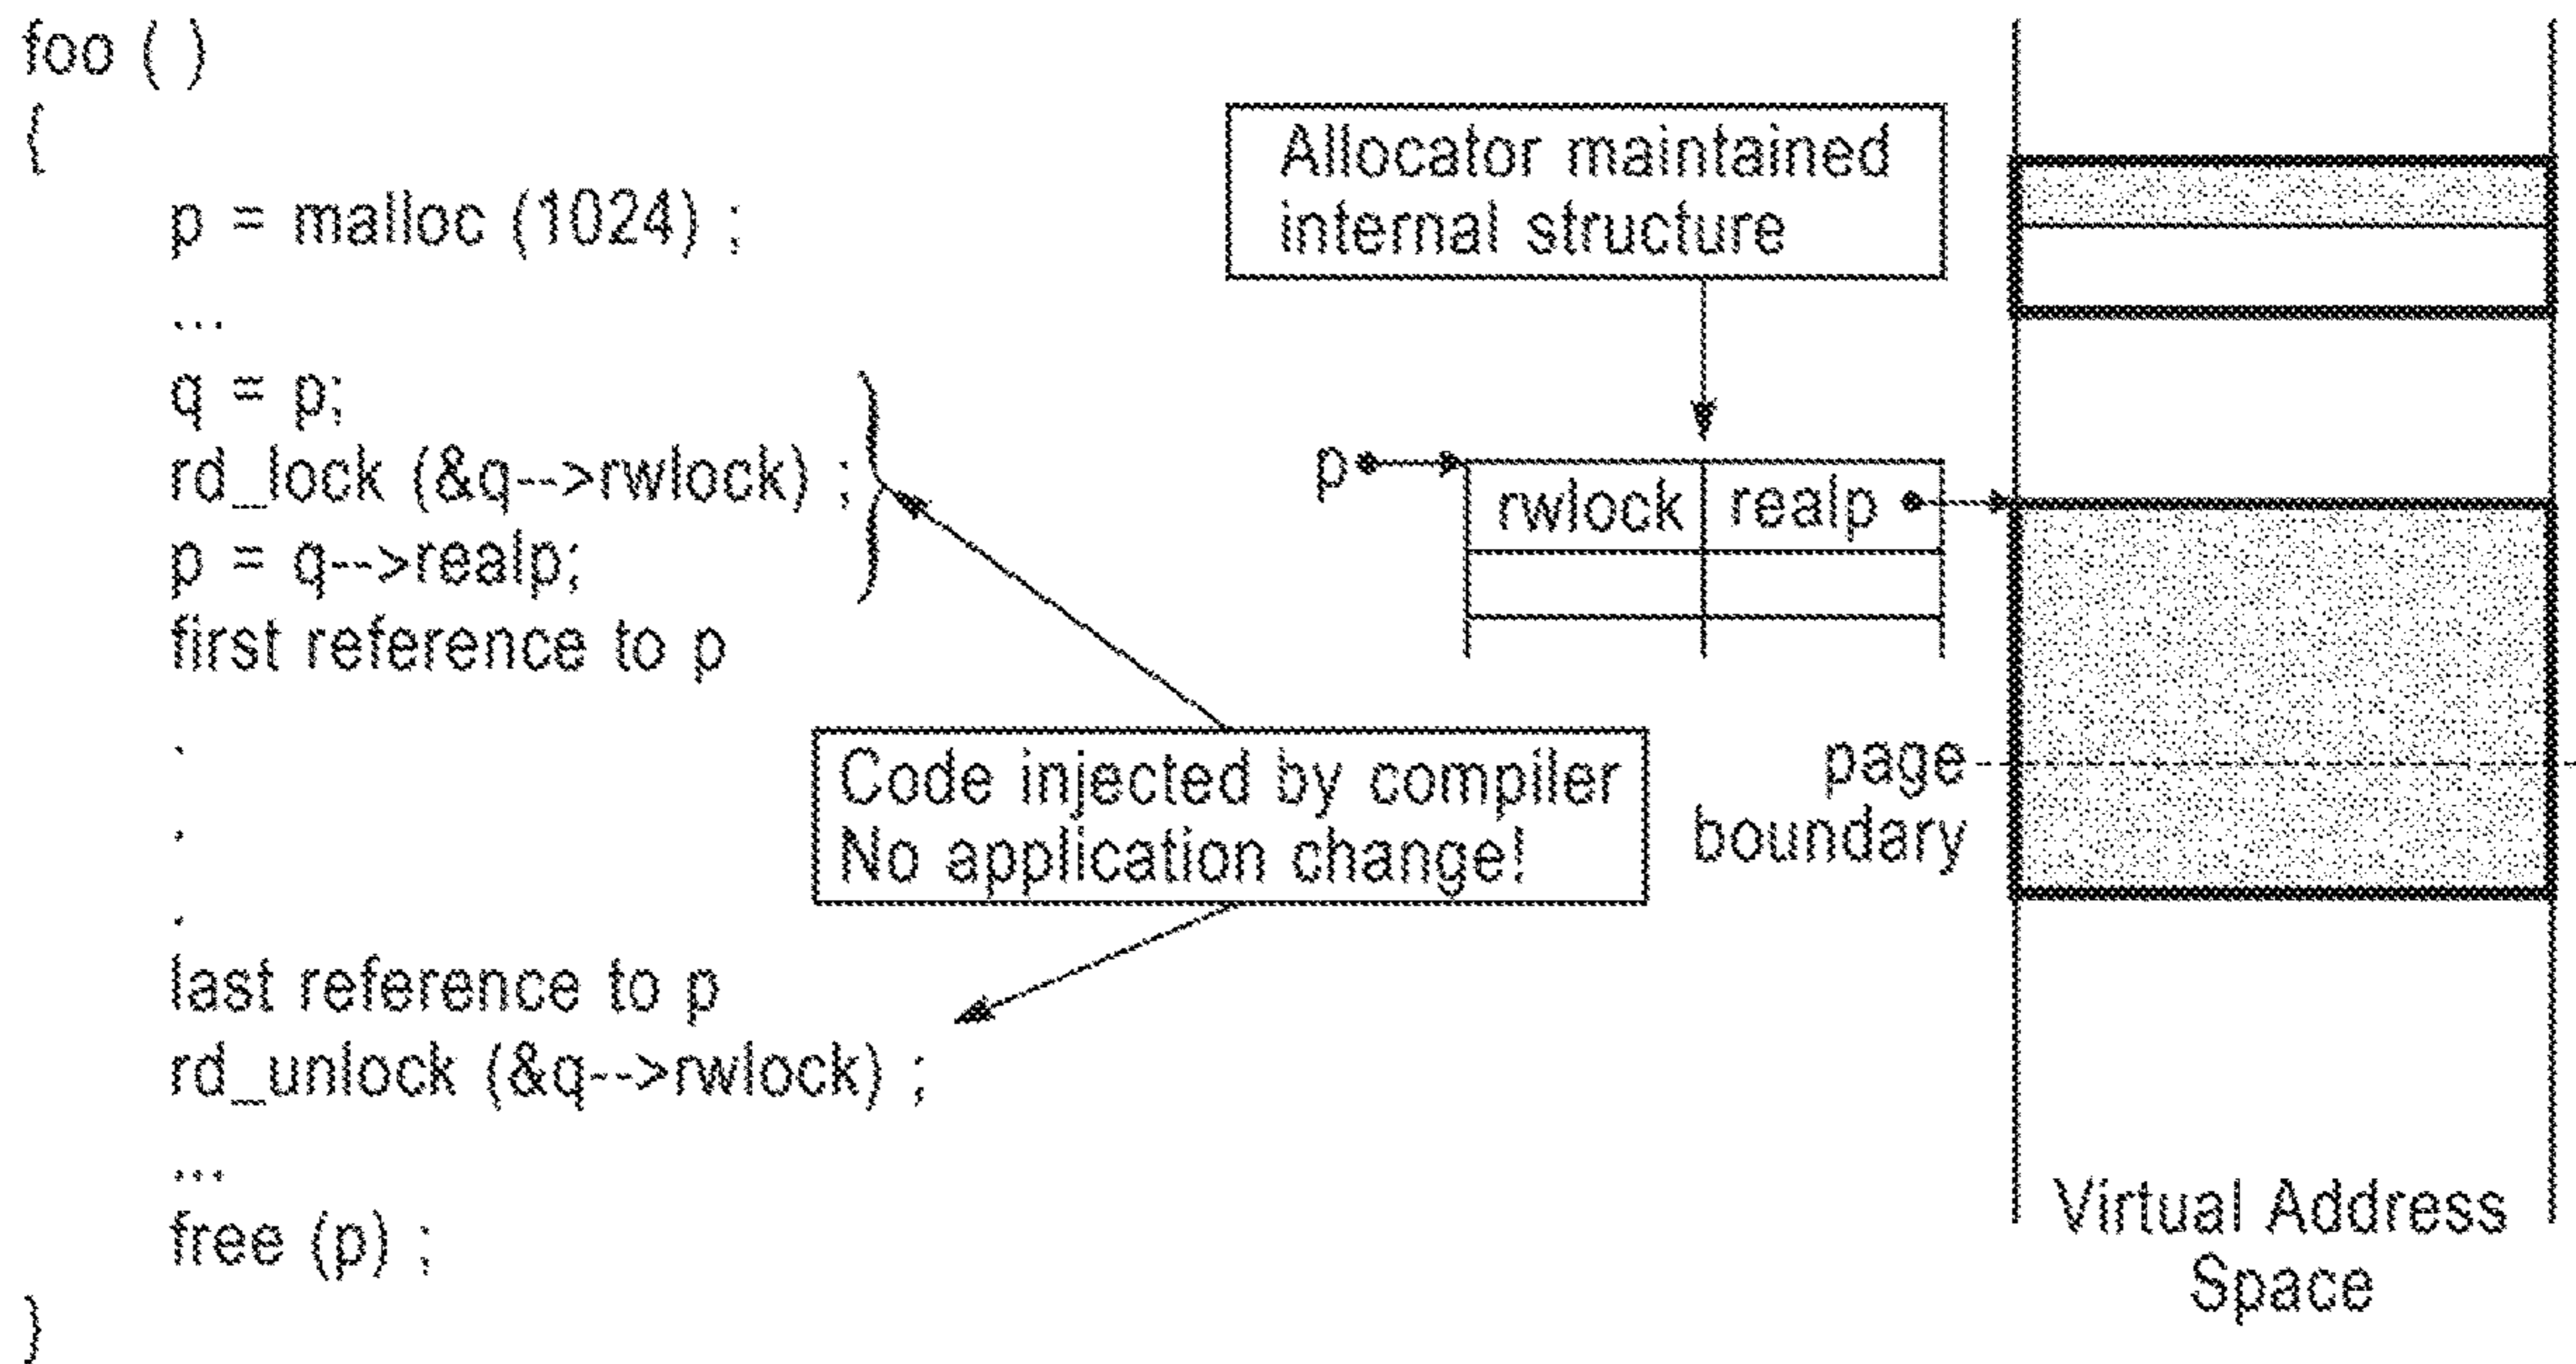 foo ( )
{
p = malloc (1024) ;
...
q = p;
rd_lock (&q-->rwlock) ;
p = q-->realp;
first reference to p
.
.
.
last reference to p
rd_unlock (&q-->rwlock) ;
...
free (p) ;
}
Allocator maintained
internal structure
p
rwlock realp
Code injected by compiler
No application change!
page
boundary
Virtual Address
Space